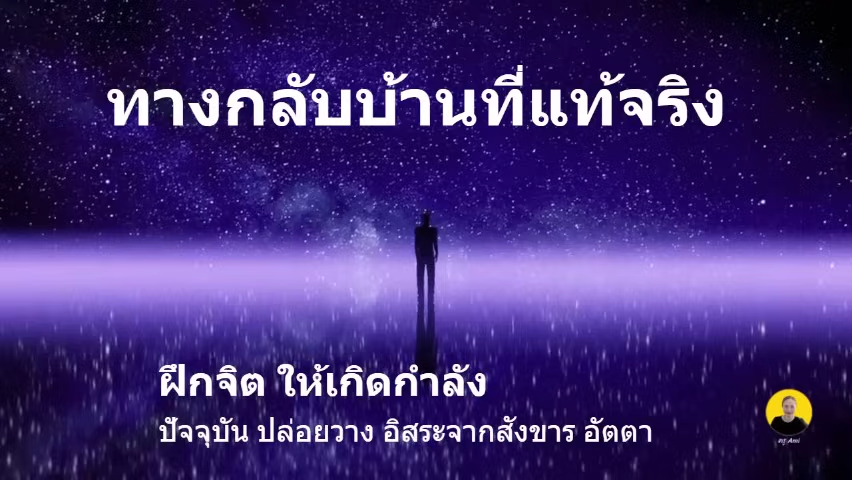 ทางกลับบ้านที่แท้จริง
ฝึกจิต ให้เกิดกำลัง
ปัจจุบัน ปล่อยวาง อิสระจากสังขาร อัตตา